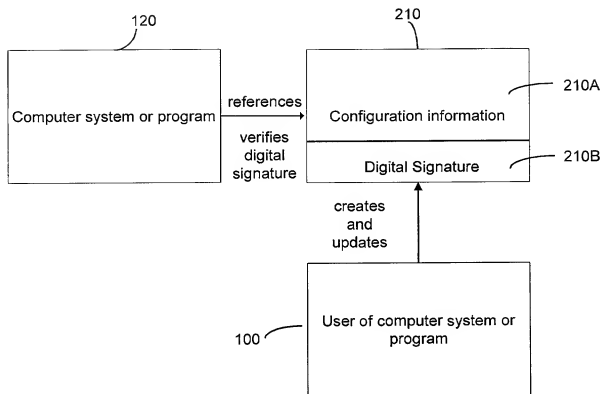 120
210
Computer system or program
references
verifies
digital
signature
Configuration information
210A
Digital Signature
210B
creates
and
updates
100
User of computer system or
program